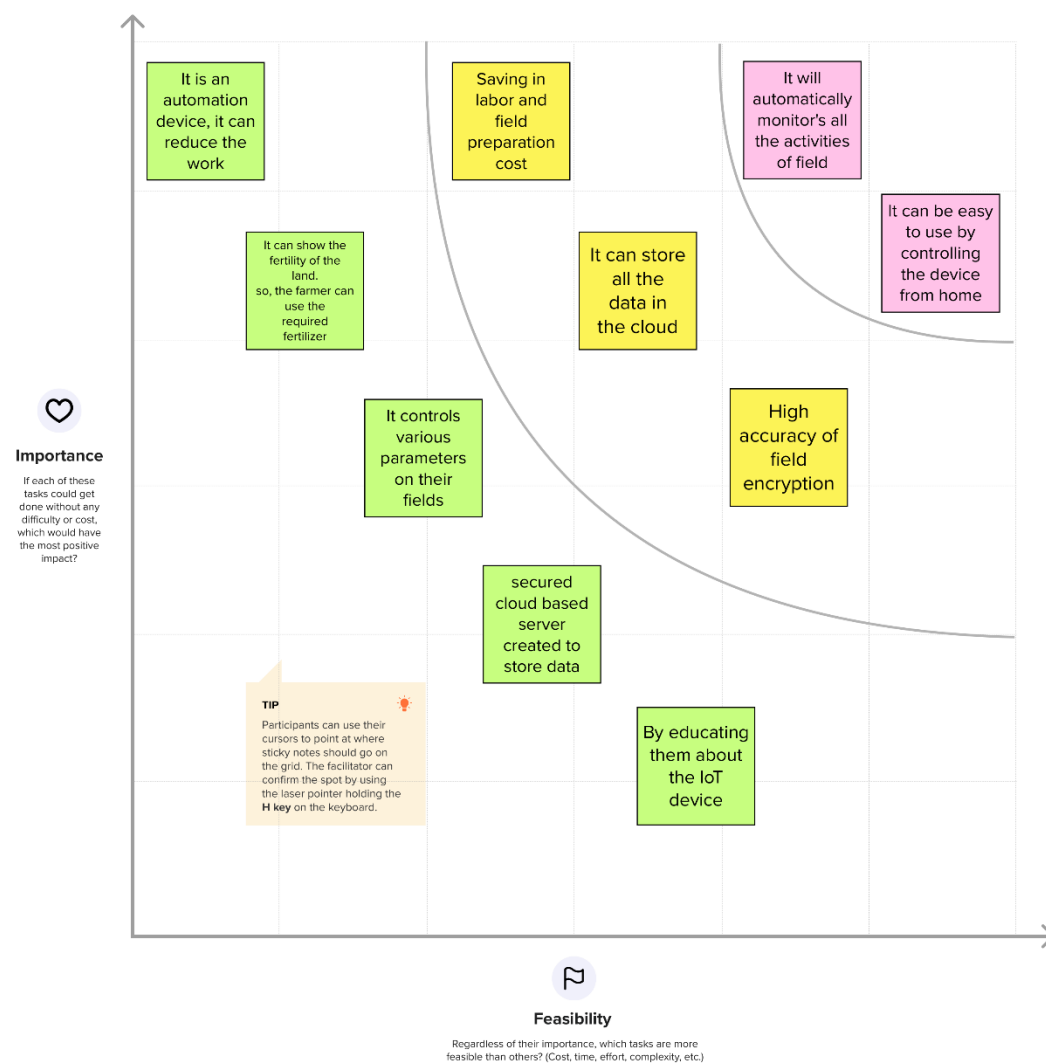 It is an
automation
device, it can
reduce the
work
Saving in
labor and
field
preparation
cost
It will
automatically
monitor's all
the activities
of field
It can be easy
to use by
controlling
the device
from home
It can show the
fertility of the
land.
so, the farmer can
use the
required
fertilizer
It can store
all the
data in
the cloud
It controls
various
parameters
on their
fields
High
accuracy of
field
encryption
Importance
If each of these
tasks could get
done without any
difficulty or cost,
which would have
the most positive
impact?
secured
cloud based
server
created to
store data
TIP
Participants can use their
cursors to point at where
sticky notes should go on
the grid. The facilitator can
confirm the spot by using
the laser pointer holding the
H key on the keyboard.
By educating
them about
the IoT
device
Feasibility
Regardless of their importance, which tasks are more
feasible than others? (Cost, time, effort, complexity, etc.)